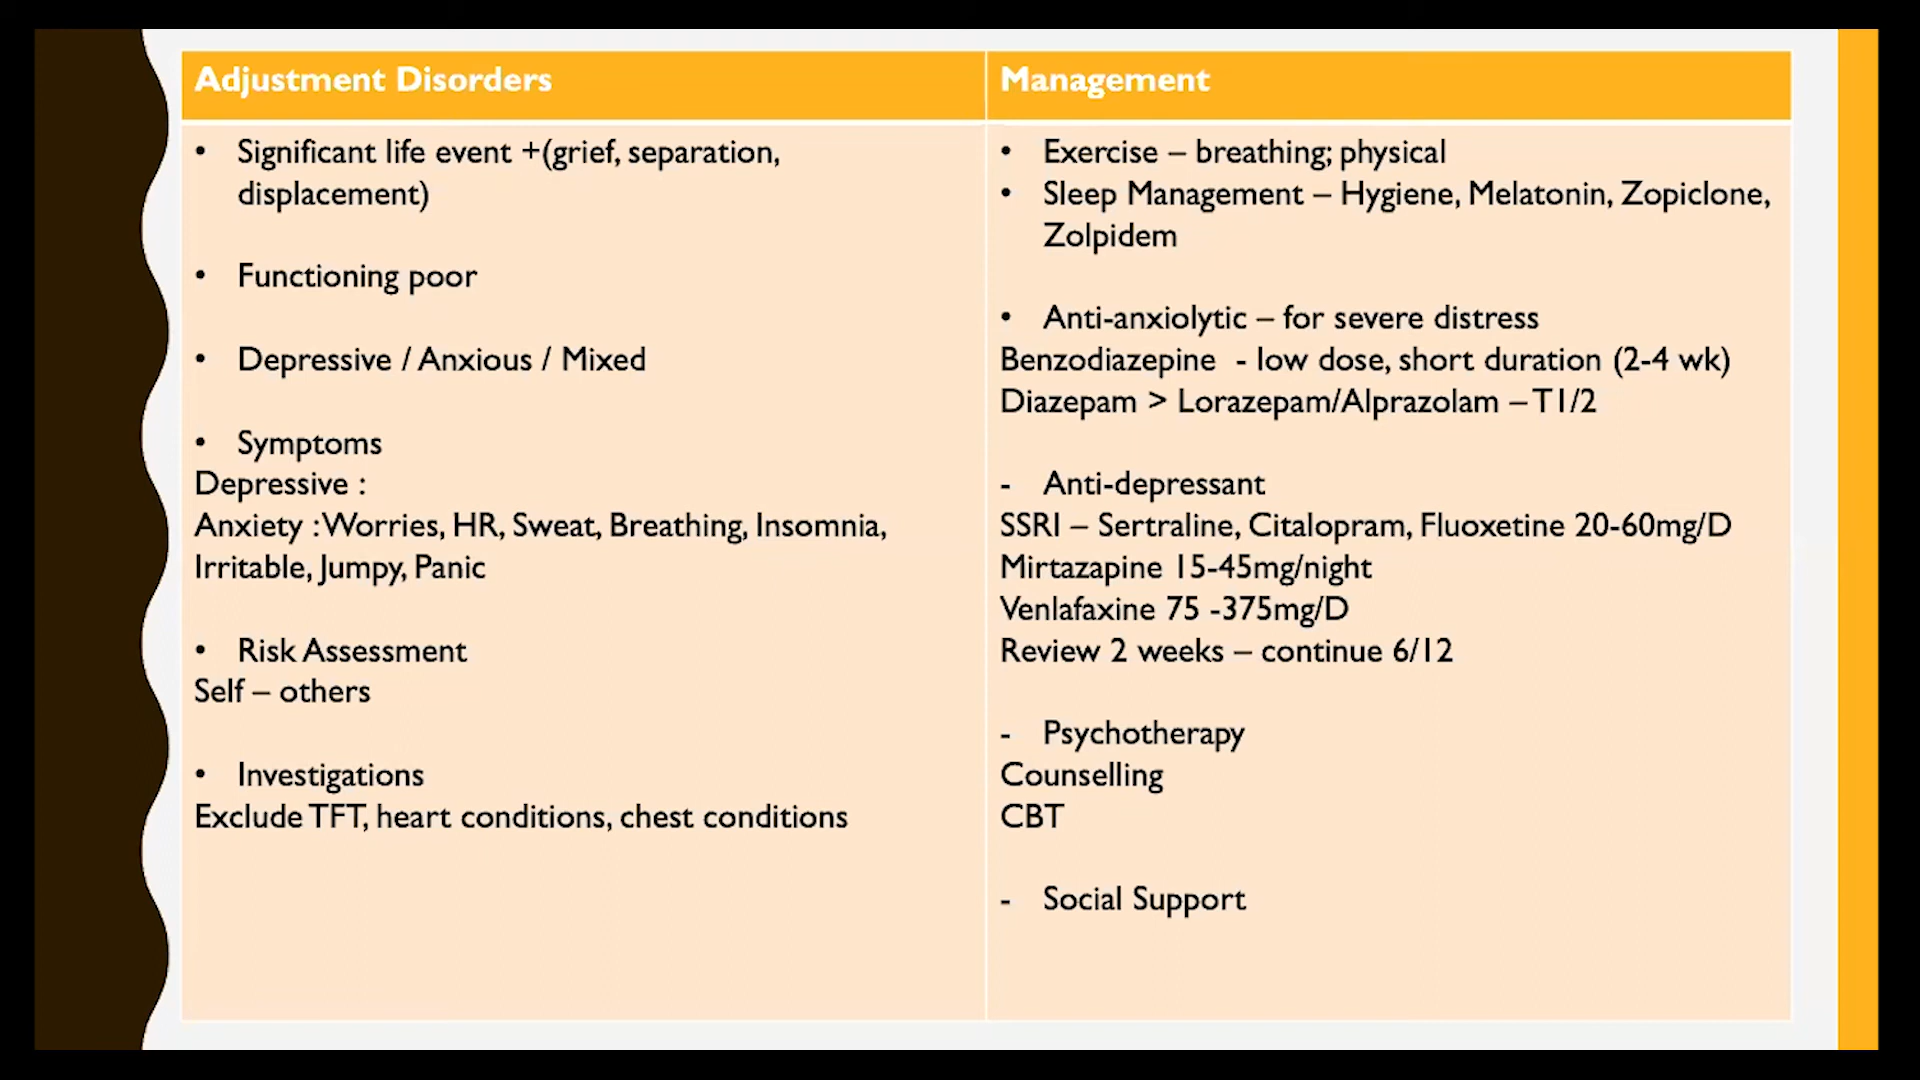 Adjustment Disorders
• Significant life event +(grief, separation,
displacement)
• Functioning poor
• Depressive / Anxious / Mixed
• Symptoms
Depressive :
Anxiety : Worries, HR, Sweat, Breathing, Insomnia,
Irritable, Jumpy, Panic
• Risk Assessment
Self – others
• Investigations
Exclude TFT, heart conditions, chest conditions
Management
• Exercise – breathing; physical
• Sleep Management – Hygiene, Melatonin, Zopiclone,
Zolpidem
• Anti-anxiolytic – for severe distress
Benzodiazepine - low dose, short duration (2-4 wk)
Diazepam > Lorazepam/Alprazolam – T1/2
- Anti-depressant
SSRI – Sertraline, Citalopram, Fluoxetine 20-60mg/D
Mirtazapine 15-45mg/night
Venlafaxine 75 -375mg/D
Review 2 weeks – continue 6/12
- Psychotherapy
Counselling
CBT
- Social Support